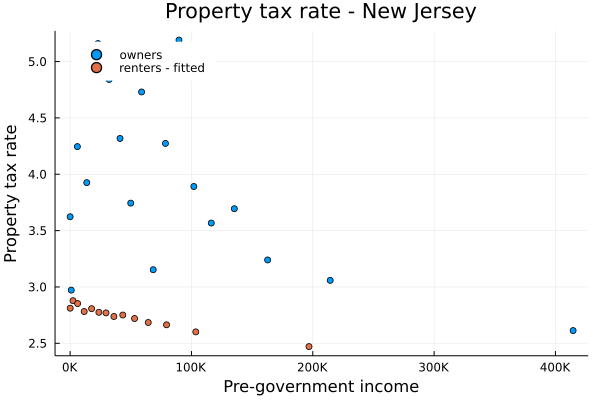 Property tax rate - New Jersey
owners
renters - fitted
5.0
4.5
4.0
3.5
3.0
2.5
Property tax rate
0K 100K 200K 300K 400K
Pre-government income